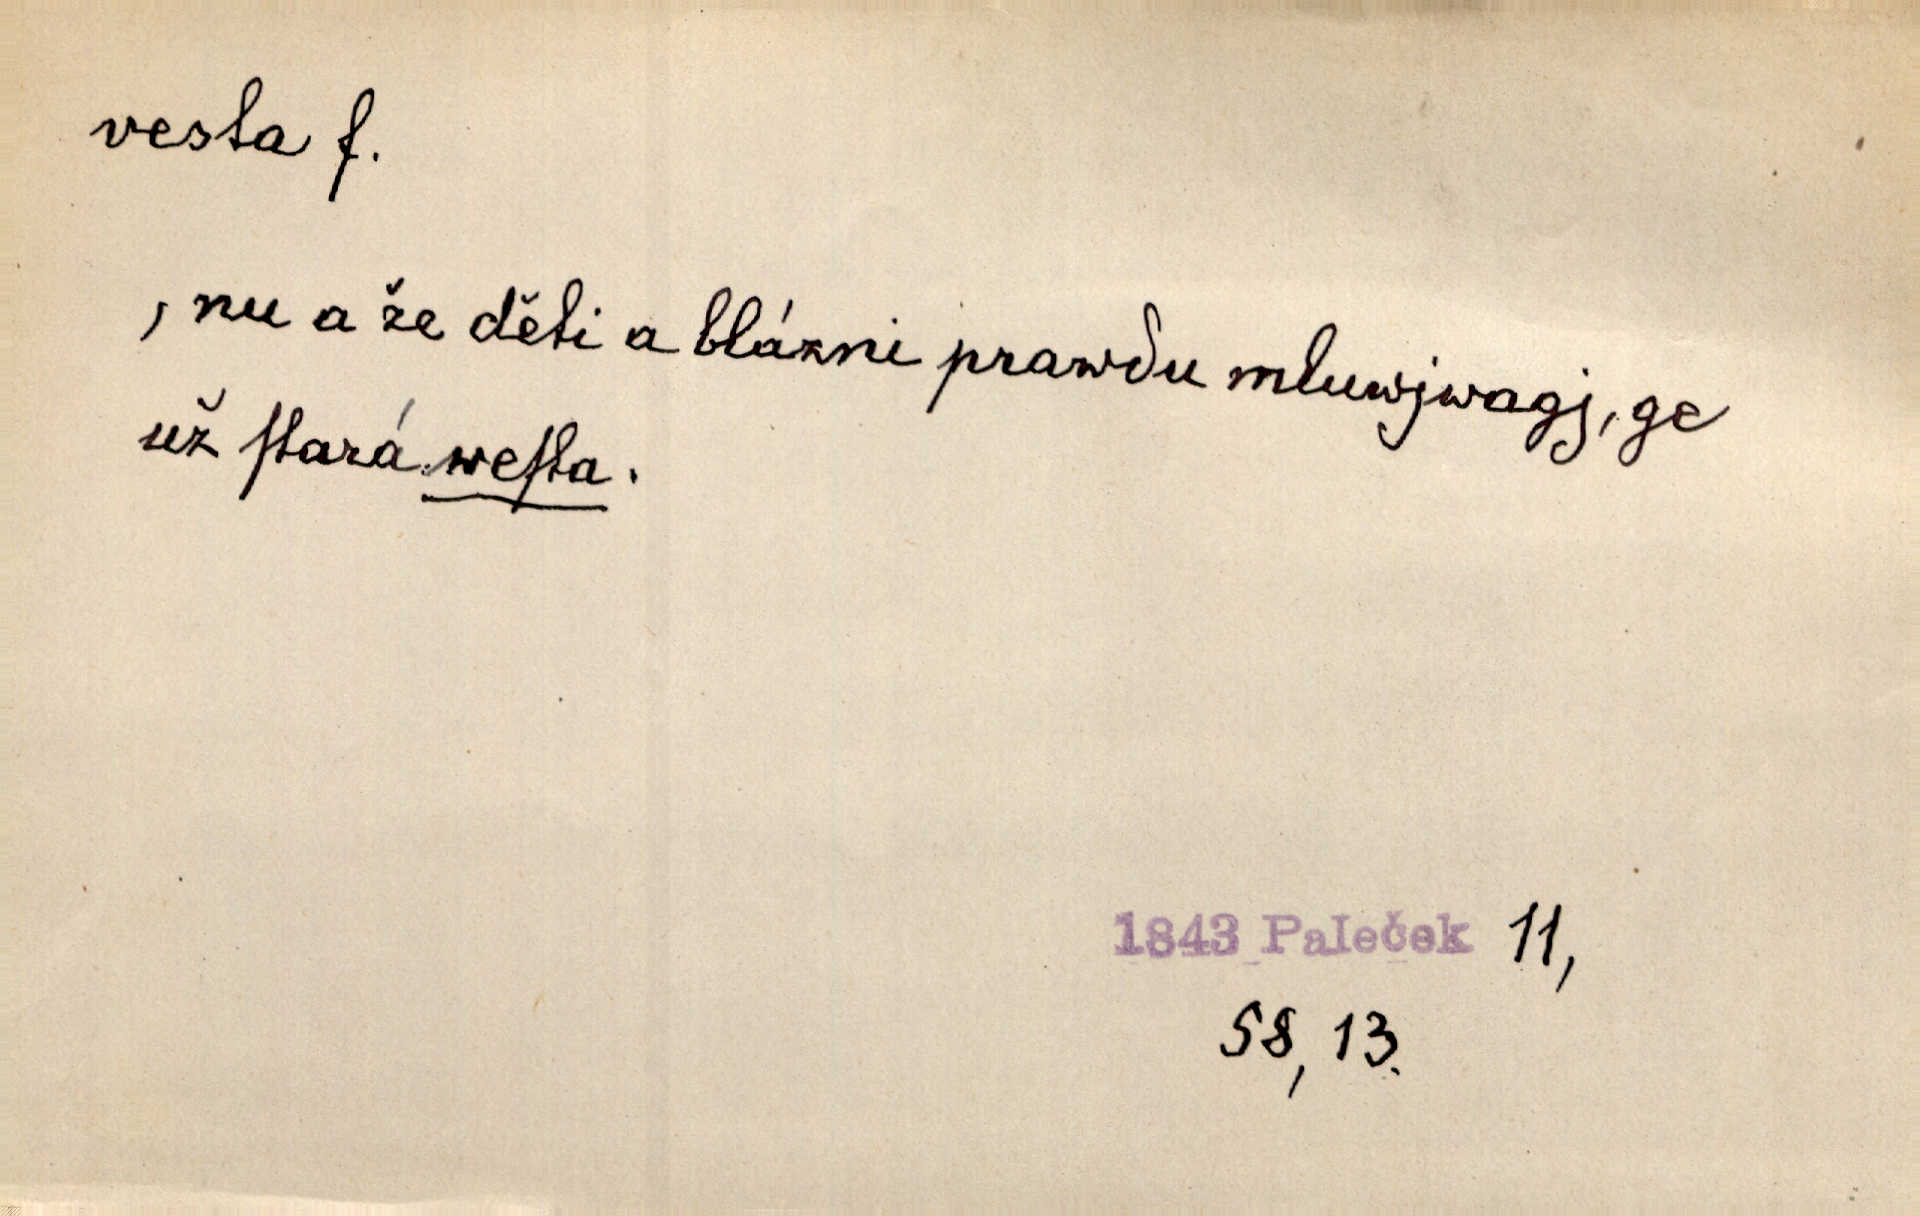 vesta f.
, nu a že děti a blázni prawdu mluwjwagj, ge
už ſtará weſta.
1843 Paleček 11,
58, 13.